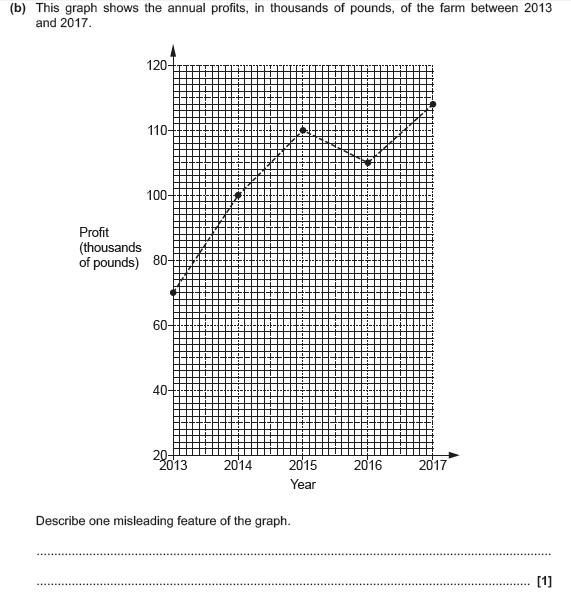 (b) This graph shows the annual profits, in thousands of pounds, of the farm between 2013
and 2017.
120
110
100
Profit
(thousands
of pounds)
80
60
40
20
2013 2014 2015 2016 2017
Year
Describe one misleading feature of the graph.
[1]